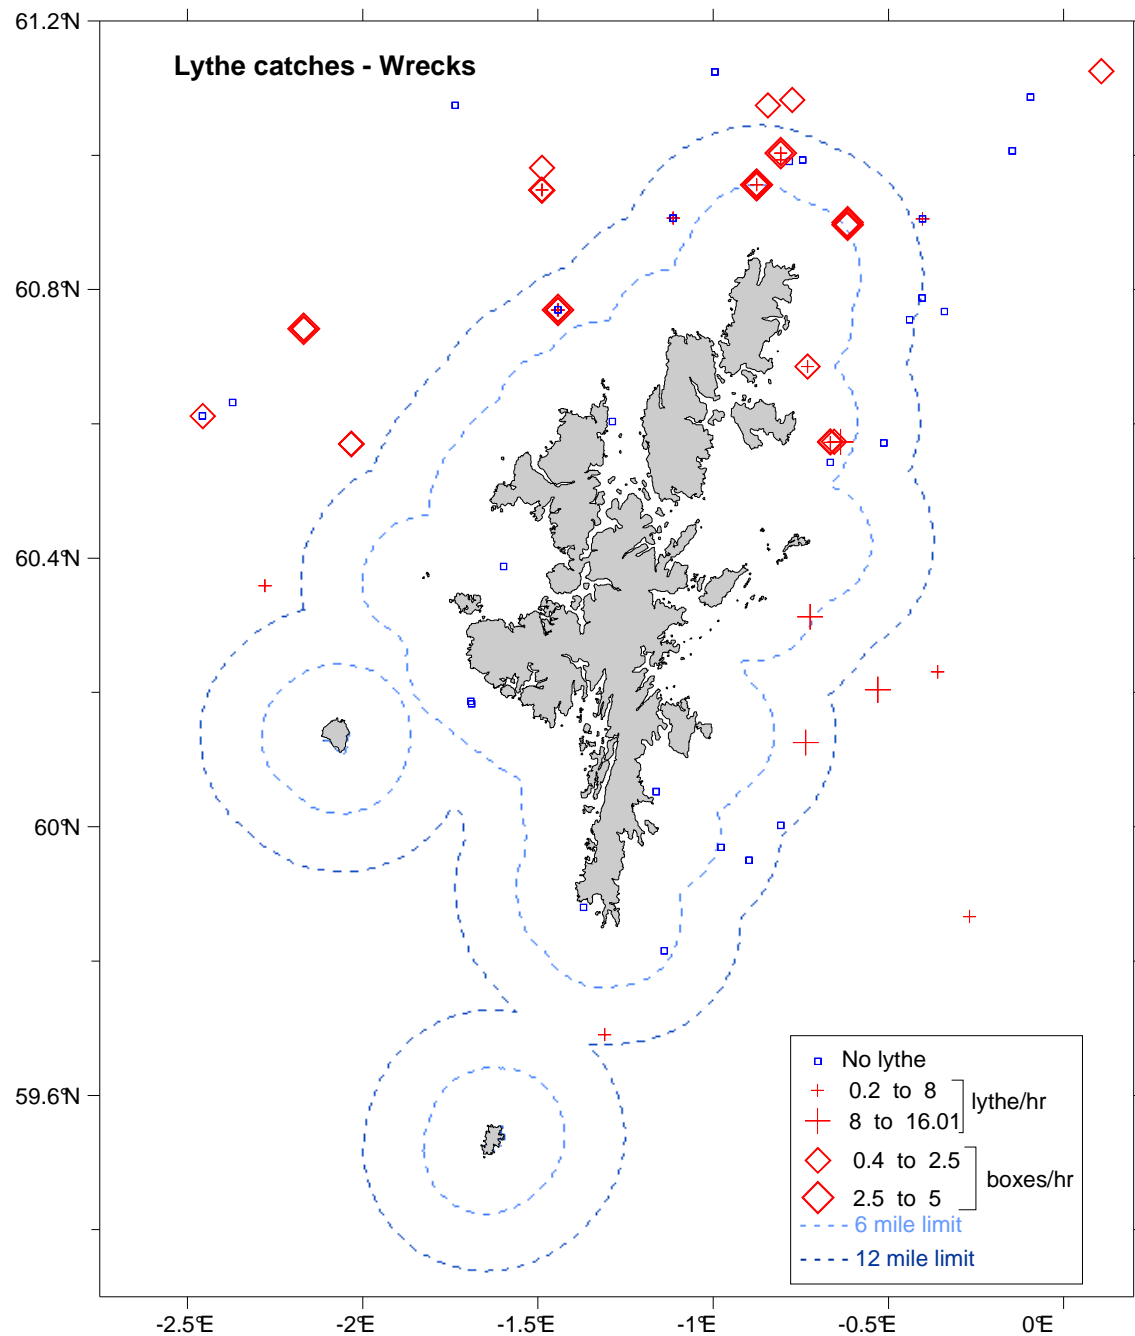 61.2°N
Lythe catches - Wrecks
60.8°N
60.4°N
60°N
59.6°N
No lythe
0.2 to 8
8 to 16.01
lythe/hr
0.4 to 2.5
2.5 to 5
boxes/hr
6 mile limit
12 mile limit
-2.5°E
-2°E
-1.5°E
-1°E
-0.5°E
0°E